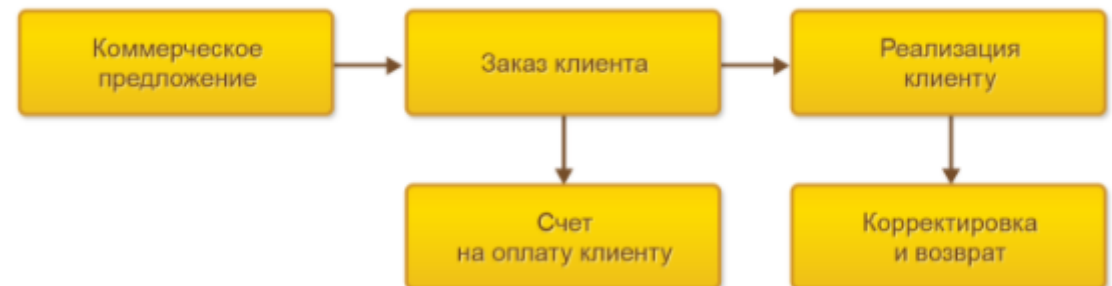 Коммерческое
предложение
Заказ клиента
Реализация
клиенту
Счет
на оплату клиенту
Корректировка
и возврат